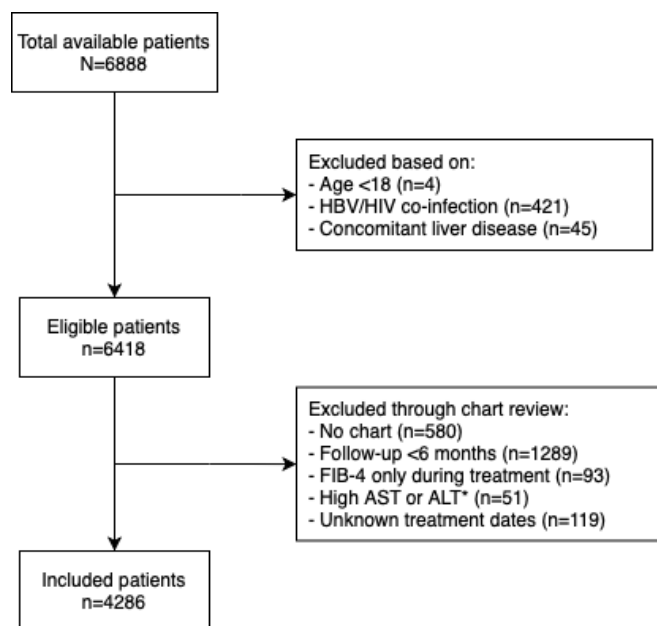 Total available patients
N=6888
Excluded based on:
- Age <18 (n=4)
- HBV/HIV co-infection (n=421)
- Concomitant liver disease (n=45)
Eligible patients
n=6418
Excluded through chart review:
- No chart (n=580)
- Follow-up <6 months (n=1289)
- FIB-4 only during treatment (n=93)
- High AST or ALT* (n=51)
- Unknown treatment dates (n=119)
Included patients
n=4286